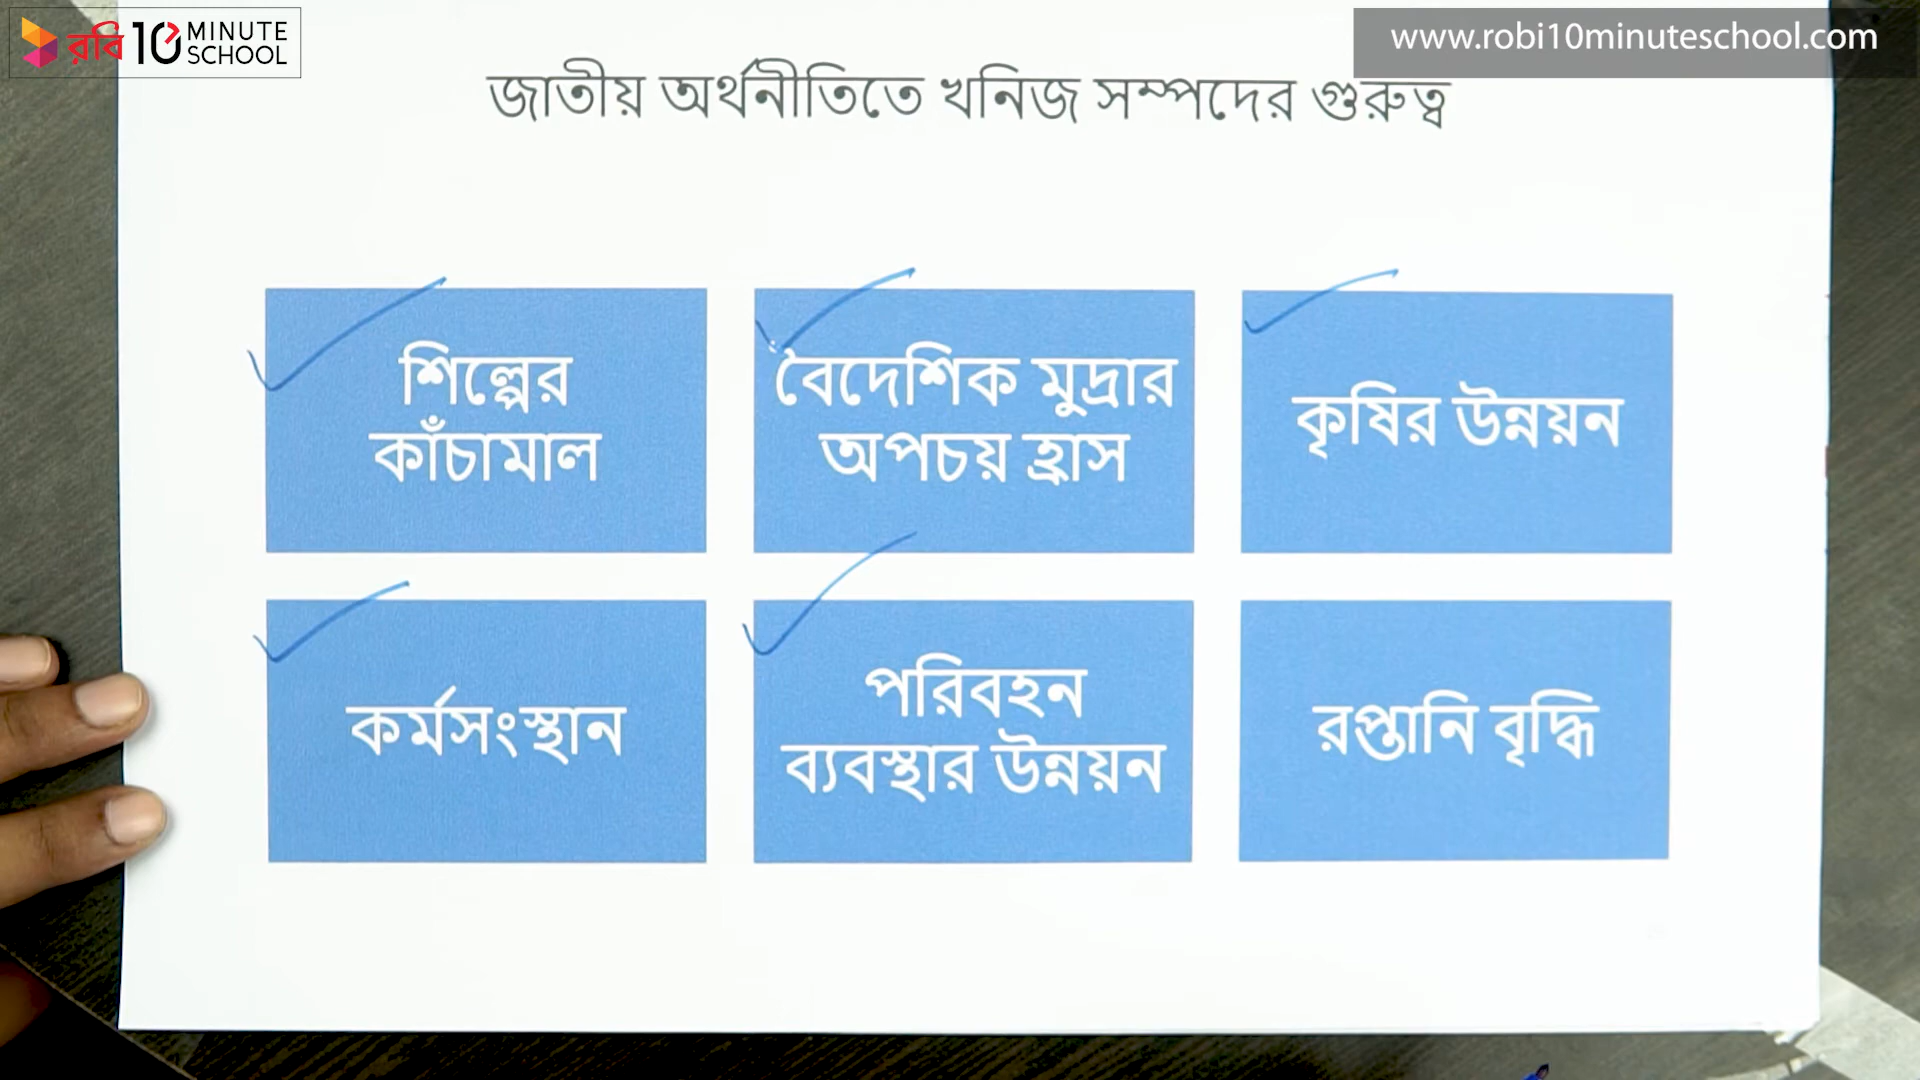 রবি 10 MINUTE SCHOOL
www.robi10minuteschool.com
জাতীয় অর্থনীতিতে খনিজ সম্পদের গুরুত্ব
শিল্পের
কাঁচামাল
বৈদেশিক মুদ্রার
অপচয় হ্রাস
কৃষির উন্নয়ন
কর্মসংস্থান
পরিবহন
ব্যবস্থার উন্নয়ন
রপ্তানি বৃদ্ধি